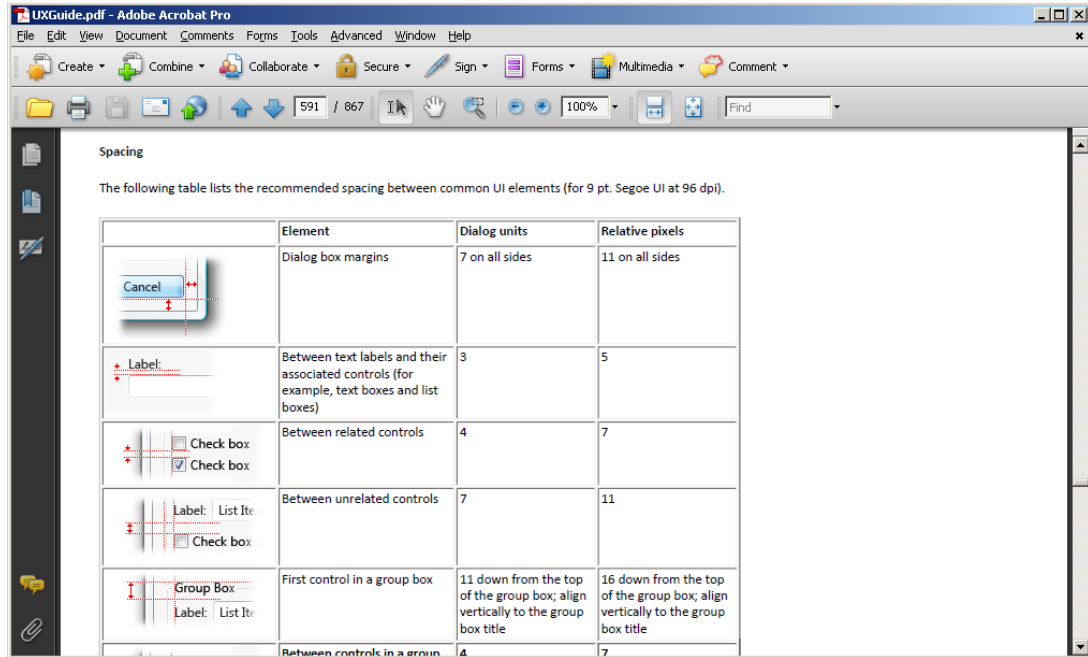 UXGuide.pdf - Adobe Acrobat Pro
File Edit View Document Comments Forms Tools Advanced Window Help
Create Combine Collaborate Secure Sign Forms Multimedia Comment
591 / 867 100% Find
Spacing
The following table lists the recommended spacing between common UI elements (for 9 pt. Segoe UI at 96 dpi).
Element Dialog units Relative pixels
Cancel
Dialog box margins 7 on all sides 11 on all sides
Label:
Between text labels and their 3 5
associated controls (for
example, text boxes and list
boxes)
Check box
Check box
Between related controls 4 7
Label: List Ite
Check box
Between unrelated controls 7 11
Group Box
Label: List Ite
First control in a group box 11 down from the top 16 down from the top
of the group box; align of the group box; align
vertically to the group vertically to the group
box title box title
Between controls in a group 4 7